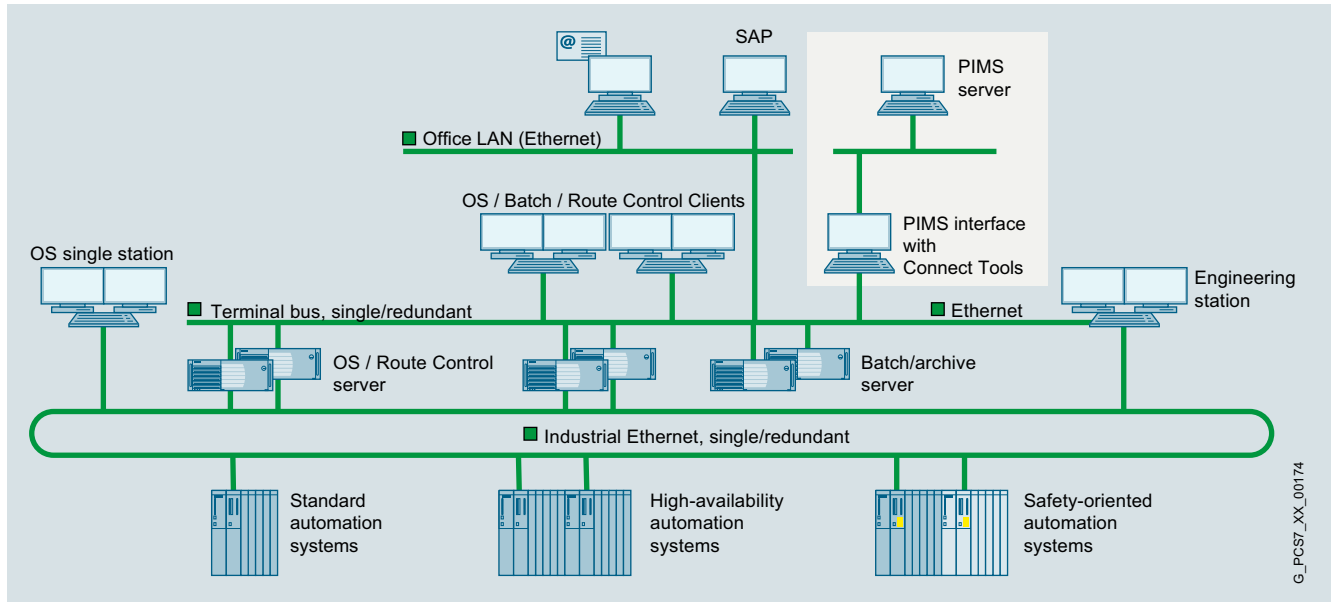 @
SAP
PIMS
server
Office LAN (Ethernet)
OS / Batch / Route Control Clients
PIMS interface
with
Connect Tools
OS single station
Engineering
station
Terminal bus, single/redundant
Ethernet
OS / Route Control
server
Batch/archive
server
Industrial Ethernet, single/redundant
Standard
automation
systems
High-availability
automation
systems
Safety-oriented
automation
systems
G_PCS7_XX_00174